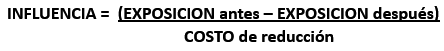 INFLUENCIA = (EXPOSICION antes – EXPOSICION después)
COSTO de reducción